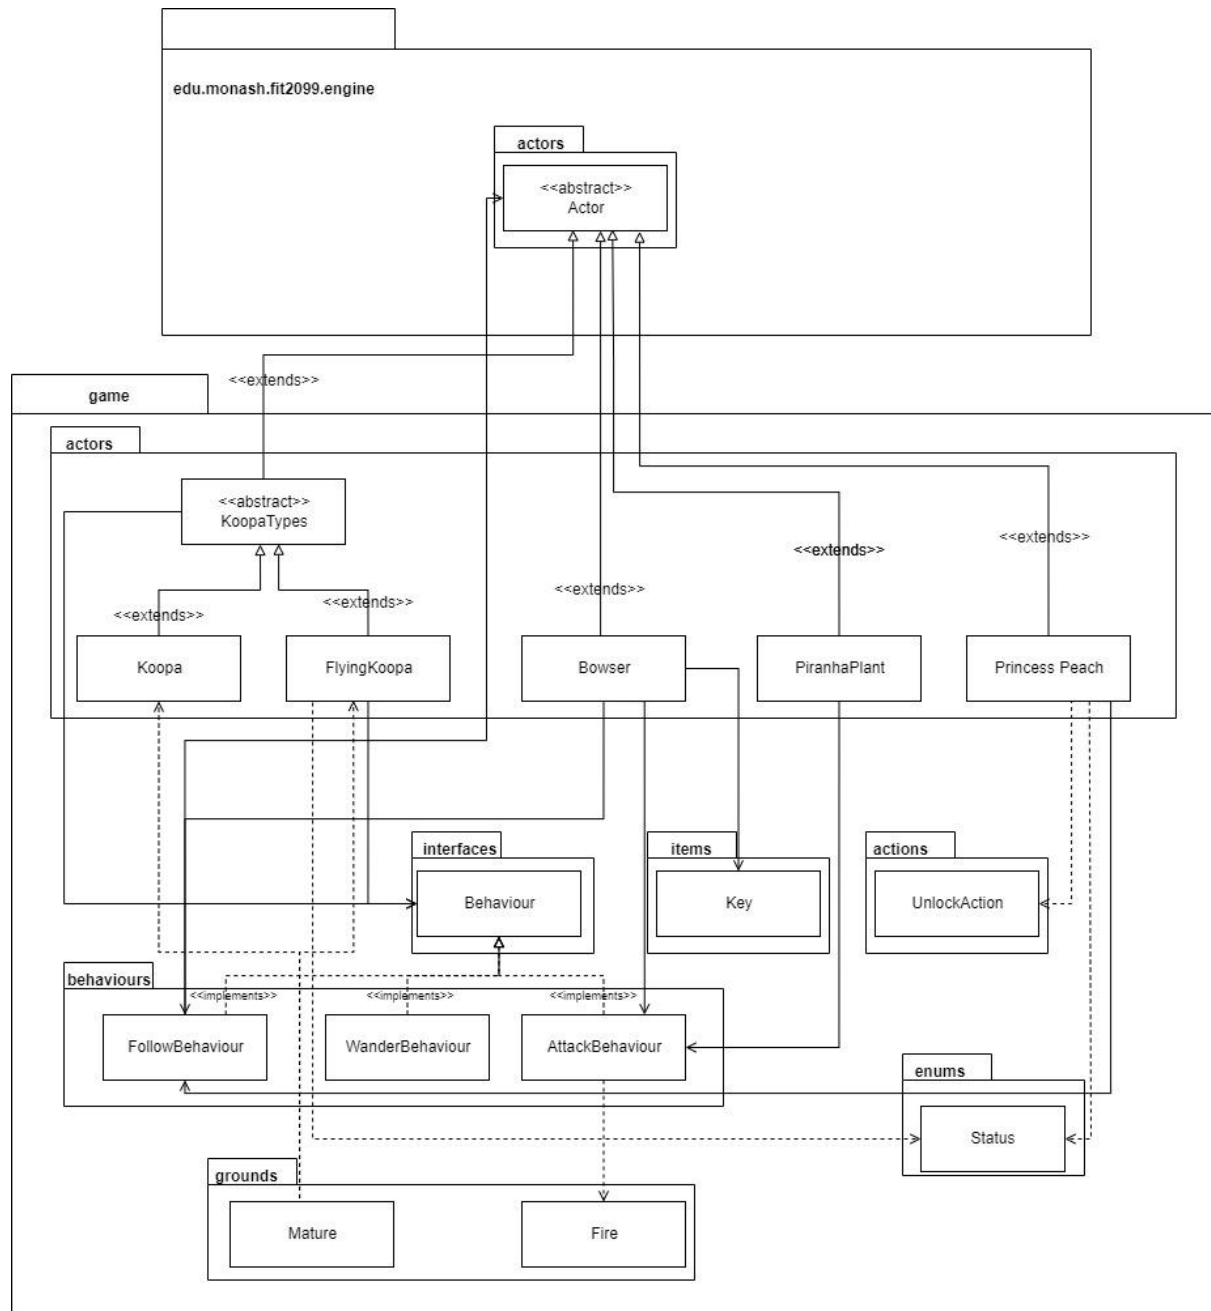 edu.monash.fit2099.engine
actors
<<abstract>>
Actor
<<extends>>
game
actors
<<abstract>>
KoopaTypes
<<extends>>
<<extends>>
<<extends>>
<<extends>>
<<extends>>
Koopa
FlyingKoopa
Bowser
PiranhaPlant
Princess Peach
interfaces
items
actions
Behaviour
Key
UnlockAction
behaviours
<<implements>>
<<implements>>
<<implements>>
FollowBehaviour
WanderBehaviour
AttackBehaviour
enums
Status
grounds
Mature
Fire